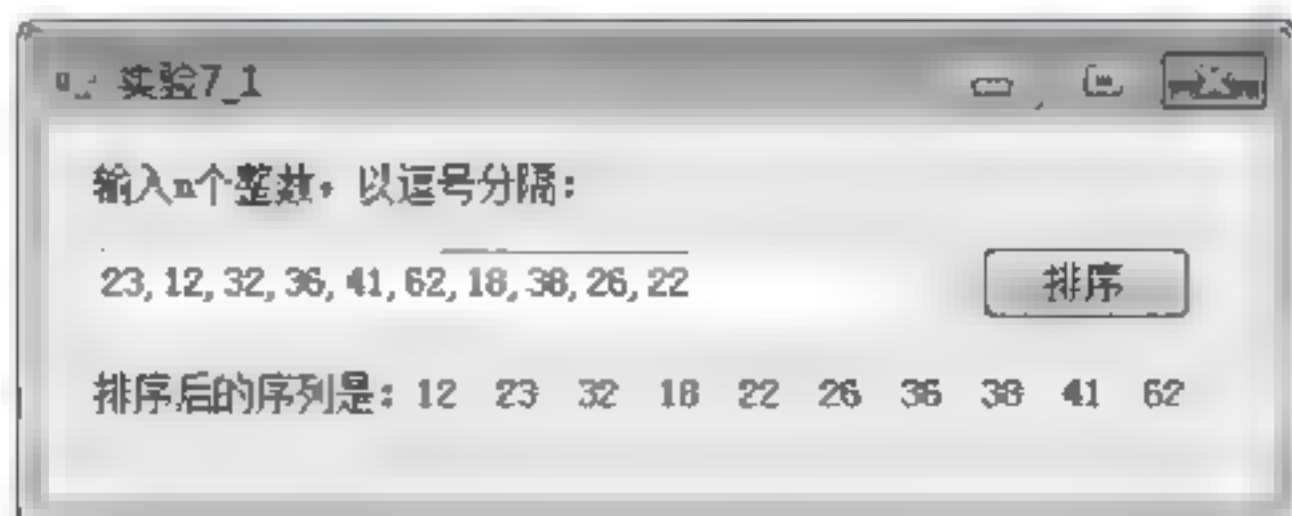 实验7_1
输入n个整数，以逗号分隔：
23,12,32,36,41,62,18,38,26,22
排序
排序后的序列是：12 23 32 18 22 26 36 38 41 62